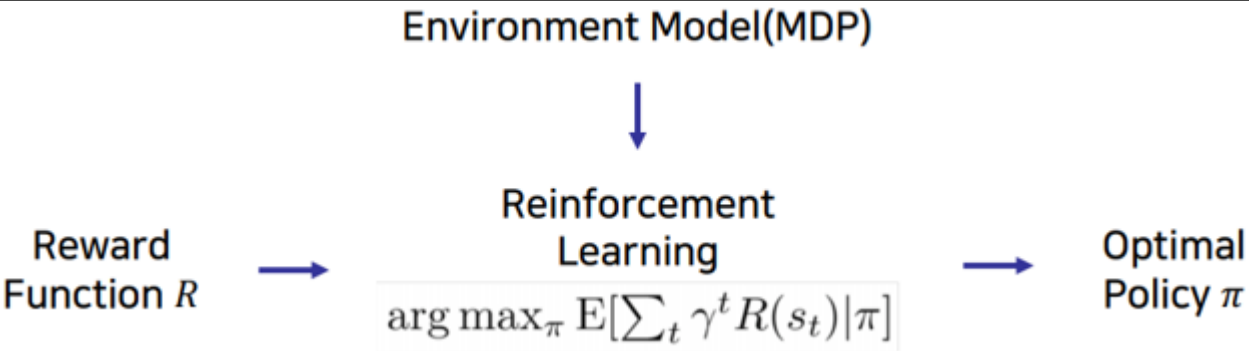 Environment Model(MDP)
Reinforcement
Learning
Reward
Function R
arg max_π E[∑_t γ^t R(s_t)|π]
Optimal
Policy π